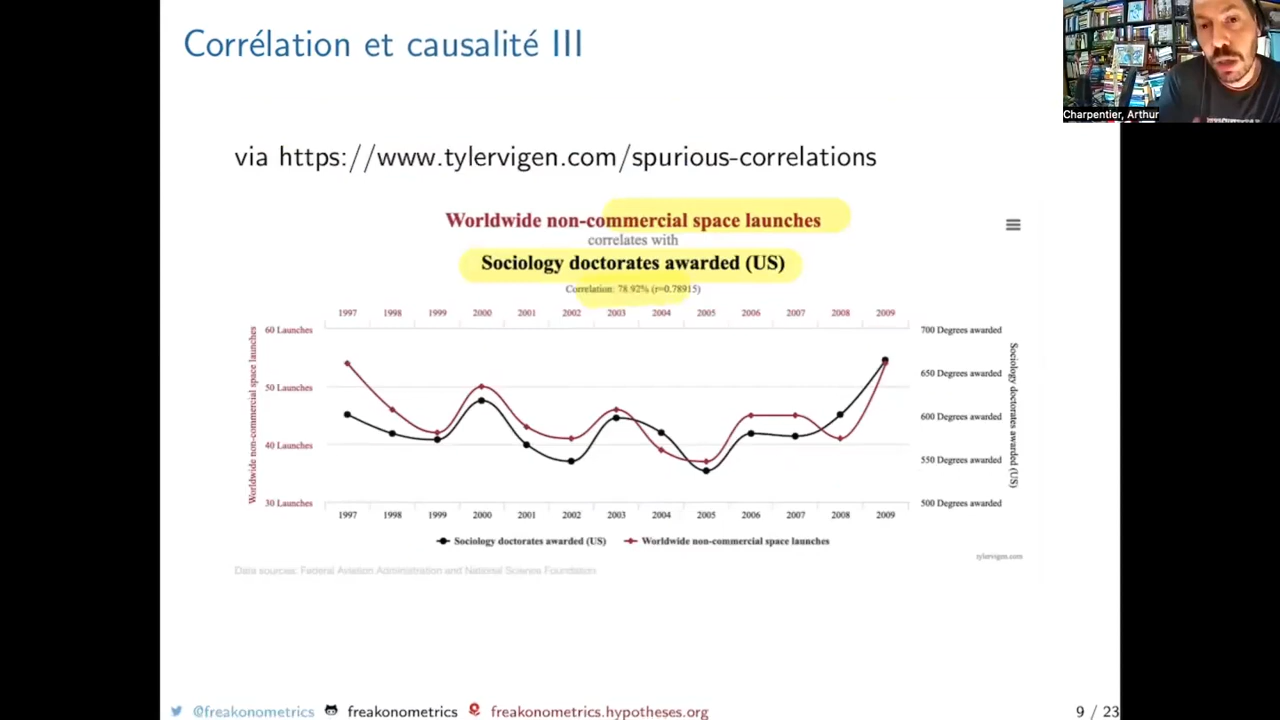 Corrélation et causalité III
Charpentier, Arthur
via https://www.tylervigen.com/spurious-correlations
Worldwide non-commercial space launches
correlates with
Sociology doctorates awarded (US)
Correlation: 78.92% (r=0.78915)
1997 1998 1999 2000 2001 2002 2003 2004 2005 2006 2007 2008 2009
Worldwide non-commercial space launches
60 Launches
50 Launches
40 Launches
30 Launches
700 Degrees awarded
650 Degrees awarded
600 Degrees awarded
550 Degrees awarded
500 Degrees awarded
Sociology doctorates awarded (US)
1997 1998 1999 2000 2001 2002 2003 2004 2005 2006 2007 2008 2009
Sociology doctorates awarded (US) Worldwide non-commercial space launches
tylervigen.com
Data sources: Federal Aviation Administration and National Science Foundation
@freakonometrics freakonometrics freakonometrics.hypotheses.org 9 / 23